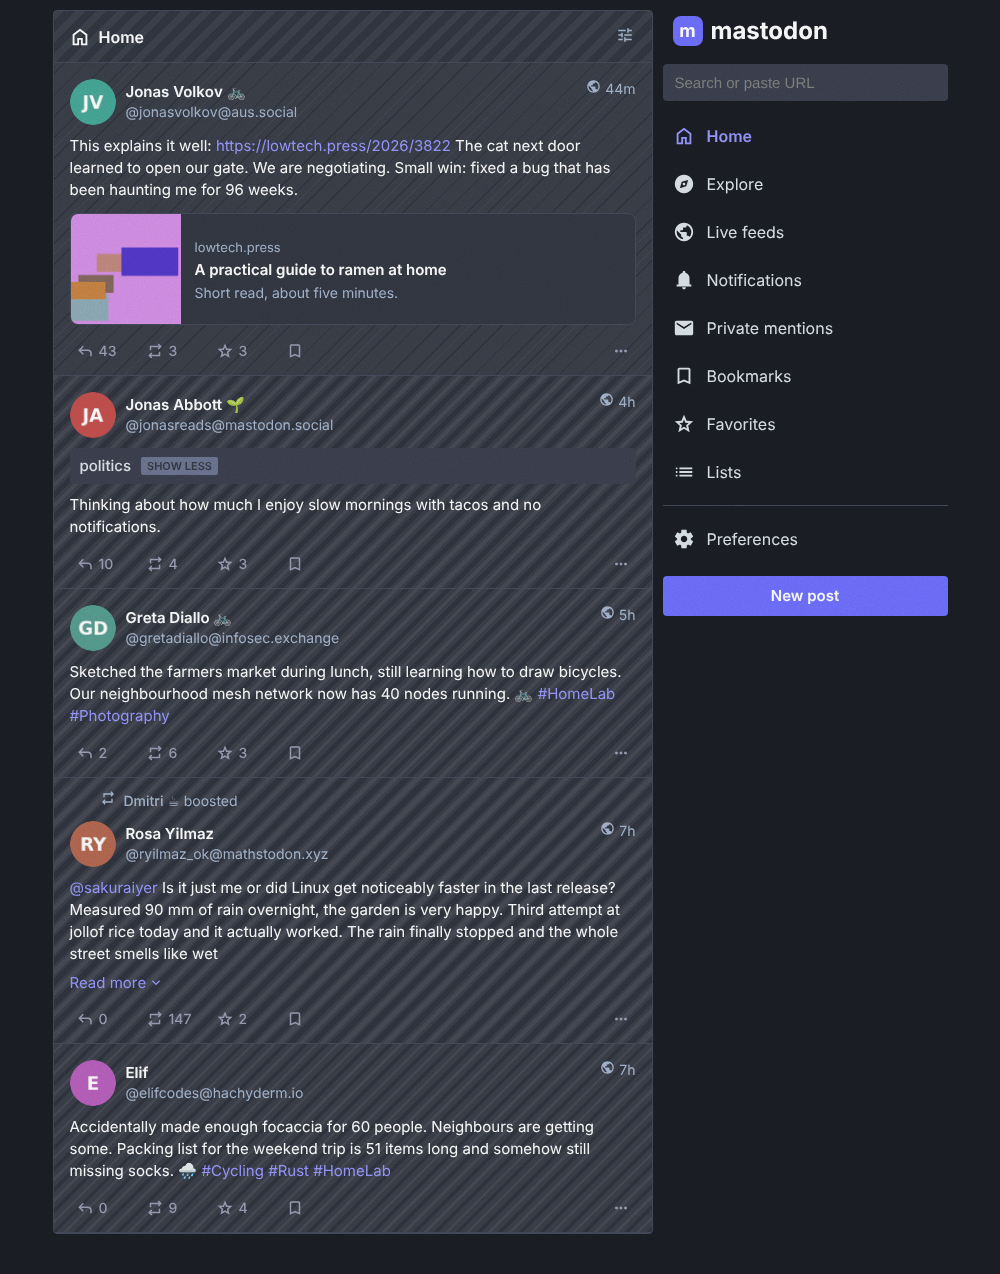 Home
JV
Jonas Volkov 🚲
44m
@jonasvolkov@aus.social
This explains it well: https://lowtech.press/2026/3822 The cat next door
learned to open our gate. We are negotiating. Small win: fixed a bug that has
been haunting me for 96 weeks.
lowtech.press
A practical guide to ramen at home
Short read, about five minutes.
43 3 3
JA
Jonas Abbott 🌱
4h
@jonasreads@mastodon.social
politics SHOW LESS
Thinking about how much I enjoy slow mornings with tacos and no
notifications.
10 4 3
GD
Greta Diallo 🚲
5h
@gretadiallo@infosec.exchange
Sketched the farmers market during lunch, still learning how to draw bicycles.
Our neighbourhood mesh network now has 40 nodes running. 🚲 #HomeLab
#Photography
2 6 3
Dmitri ☕ boosted
RY
Rosa Yilmaz
7h
@ryilmaz_ok@mathstodon.xyz
@sakuraiyer Is it just me or did Linux get noticeably faster in the last release?
Measured 90 mm of rain overnight, the garden is very happy. Third attempt at
jollof rice today and it actually worked. The rain finally stopped and the whole
street smells like wet
Read more
0 147 2
E
Elif
7h
@elifcodes@hachyderm.io
Accidentally made enough focaccia for 60 people. Neighbours are getting
some. Packing list for the weekend trip is 51 items long and somehow still
missing socks. 🌧️ #Cycling #Rust #HomeLab
0 9 4
m mastodon
Search or paste URL
Home
Explore
Live feeds
Notifications
Private mentions
Bookmarks
Favorites
Lists
Preferences
New post